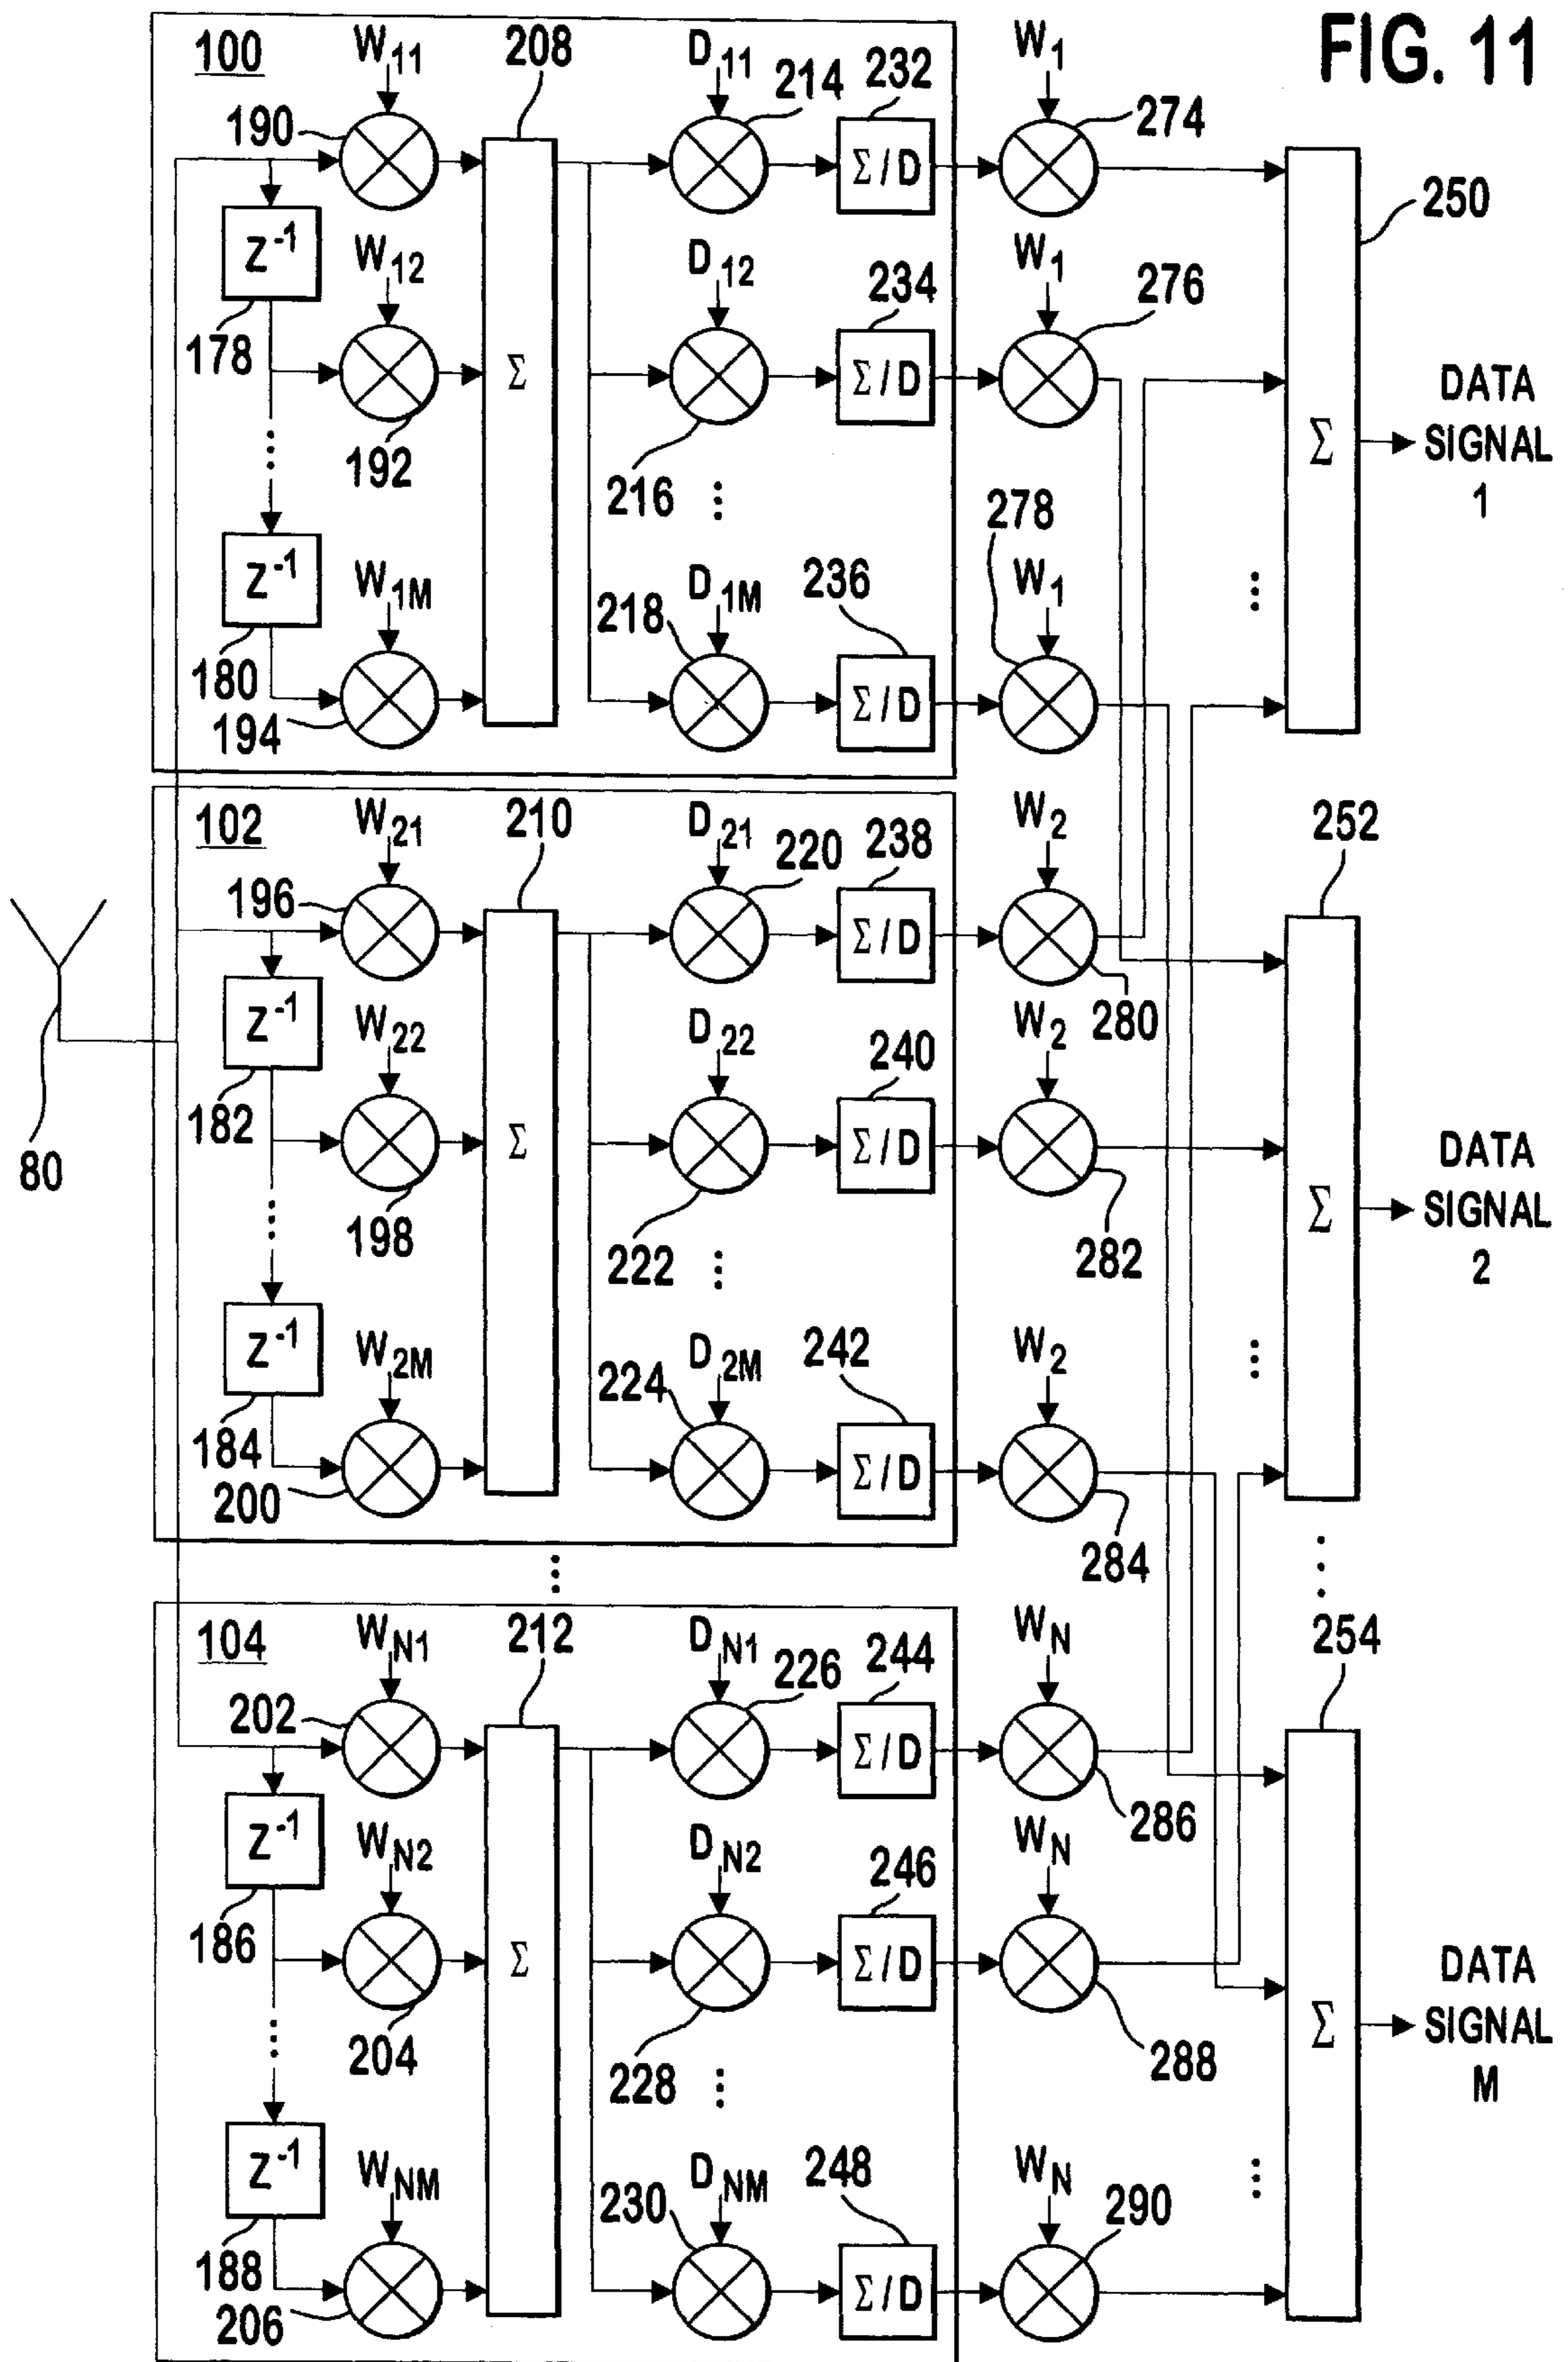 FIG. 11
100 W11 208 D11 214 232 W1 274
190 Σ/D 250
Z-1 W12 D12 234 W1 276
178 Σ Σ/D DATA
192 216 ... 278 Σ SIGNAL
... 1
Z-1 W1M D1M 236 W1 ...
180 218 Σ/D
194
102 W21 210 D21 220 238 W2 252
196 Σ/D
Z-1 W22 D22 240 W2 280
182 Σ Σ/D DATA
80 198 222 ... 282 Σ SIGNAL
... 2
Z-1 W2M D2M 242 W2 ...
184 224 Σ/D
200 284
... ...
104 WN1 212 DN1 226 244 WN 254
202 Σ/D
Z-1 WN2 DN2 246 WN 286
186 Σ Σ/D DATA
204 228 ... 288 Σ SIGNAL
... M
Z-1 WNM DNM 248 WN 290 ...
188 230 Σ/D
206